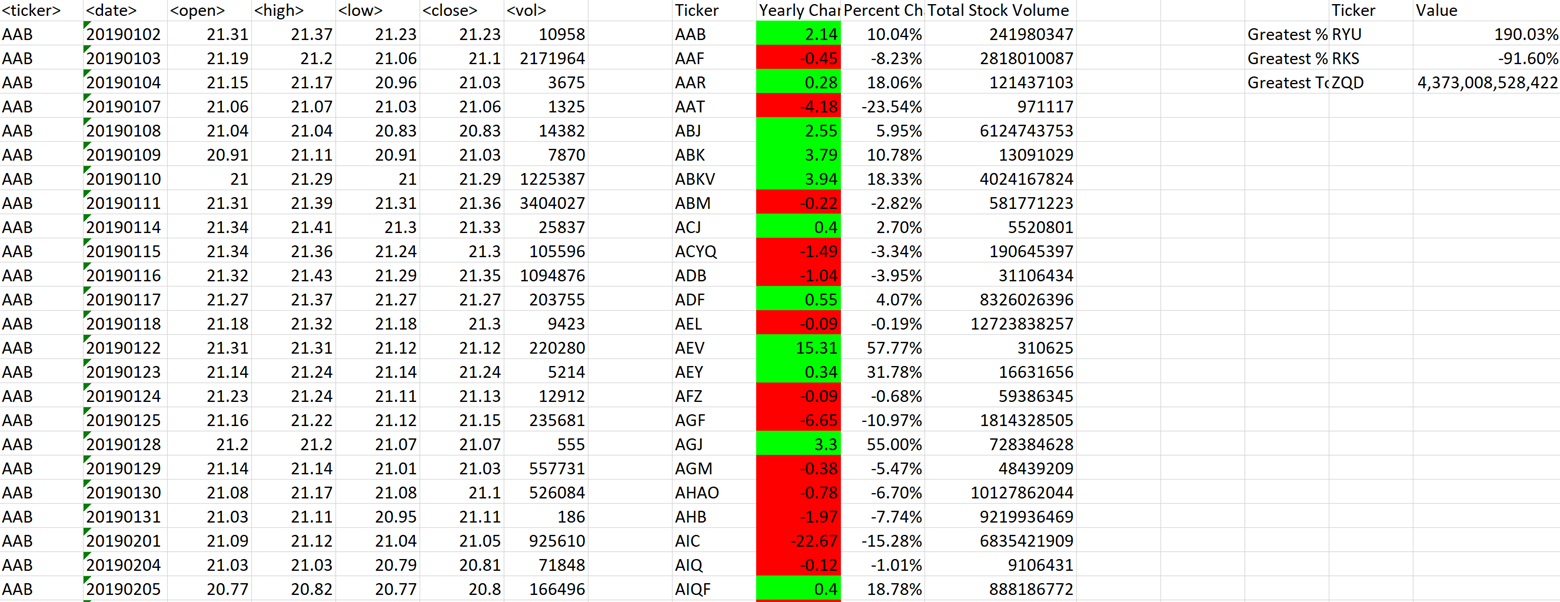 <ticker> <date> <open> <high> <low> <close> <vol> Ticker Yearly Char Percent Ch Total Stock Volume Ticker Value
AAB 20190102 21.31 21.37 21.23 21.23 10958 AAB 2.14 10.04% 241980347 Greatest % RYU 190.03%
AAB 20190103 21.19 21.2 21.06 21.1 2171964 AAF -0.45 -8.23% 2818010087 Greatest % RKS -91.60%
AAB 20190104 21.15 21.17 20.96 21.03 3675 AAR 0.28 18.06% 121437103 Greatest To ZQD 4,373,008,528,422
AAB 20190107 21.06 21.07 21.03 21.06 1325 AAT -4.18 -23.54% 971117
AAB 20190108 21.04 21.04 20.83 20.83 14382 ABJ 2.55 5.95% 6124743753
AAB 20190109 20.91 21.11 20.91 21.03 7870 ABK 3.79 10.78% 13091029
AAB 20190110 21 21.29 21 21.29 1225387 ABKV 3.94 18.33% 4024167824
AAB 20190111 21.31 21.39 21.31 21.36 3404027 ABM -0.22 -2.82% 581771223
AAB 20190114 21.34 21.41 21.3 21.33 25837 ACJ 0.4 2.70% 5520801
AAB 20190115 21.34 21.36 21.24 21.3 105596 ACYQ -1.49 -3.34% 190645397
AAB 20190116 21.32 21.43 21.29 21.35 1094876 ADB -1.04 -3.95% 31106434
AAB 20190117 21.27 21.37 21.27 21.27 203755 ADF 0.55 4.07% 8326026396
AAB 20190118 21.18 21.32 21.18 21.3 9423 AEL -0.09 -0.19% 12723838257
AAB 20190122 21.31 21.31 21.12 21.12 220280 AEV 15.31 57.77% 310625
AAB 20190123 21.14 21.24 21.14 21.24 5214 AEY 0.34 31.78% 16631656
AAB 20190124 21.23 21.24 21.11 21.13 12912 AFZ -0.09 -0.68% 59386345
AAB 20190125 21.16 21.22 21.12 21.15 235681 AGF -6.65 -10.97% 1814328505
AAB 20190128 21.2 21.2 21.07 21.07 555 AGJ 3.3 55.00% 728384628
AAB 20190129 21.14 21.14 21.01 21.03 557731 AGM -0.38 -5.47% 48439209
AAB 20190130 21.08 21.17 21.08 21.1 526084 AHAO -0.78 -6.70% 10127862044
AAB 20190131 21.03 21.11 20.95 21.11 186 AHB -1.97 -7.74% 9219936469
AAB 20190201 21.09 21.12 21.04 21.05 925610 AIC -22.67 -15.28% 6835421909
AAB 20190204 21.03 21.03 20.79 20.81 71848 AIQ -0.12 -1.01% 9106431
AAB 20190205 20.77 20.82 20.77 20.8 166496 AIQF 0.4 18.78% 888186772